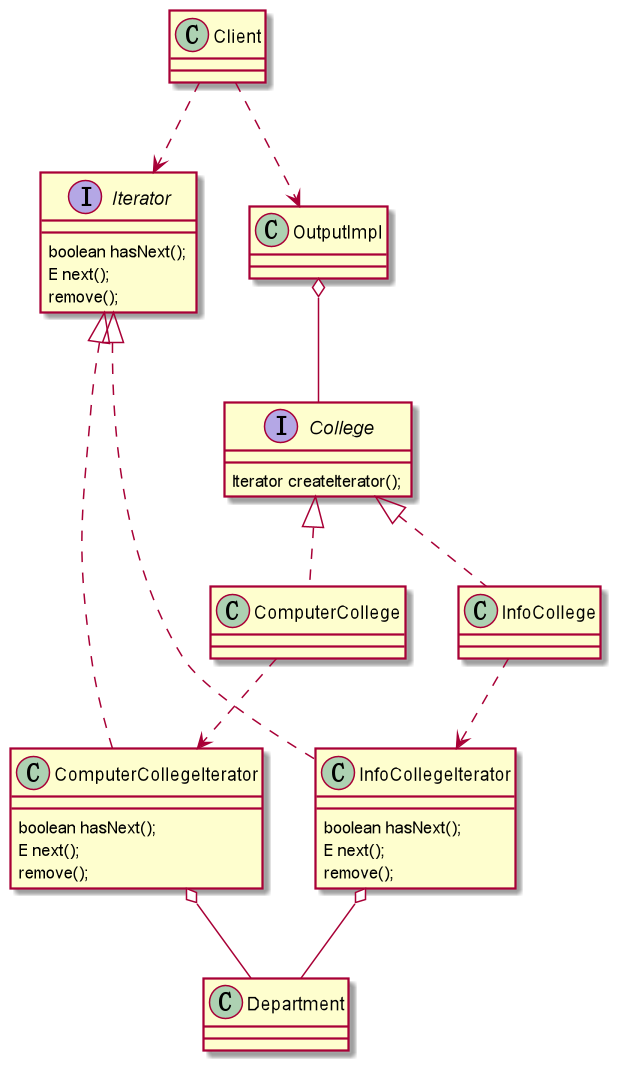 C Client
I Iterator
boolean hasNext();
E next();
remove();
C OutputImpl
I College
Iterator createIterator();
C ComputerCollege
C InfoCollege
C ComputerCollegeIterator
boolean hasNext();
E next();
remove();
C InfoCollegeIterator
boolean hasNext();
E next();
remove();
C Department